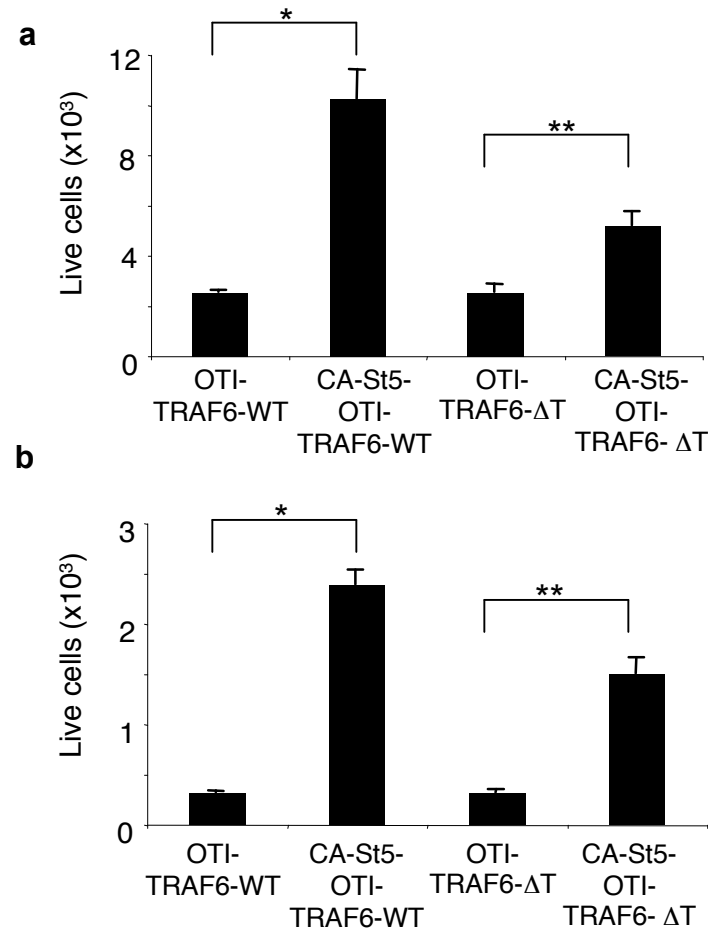 a
Live cells (x10³)
12
8
4
0
*
**
OTI-
TRAF6-WT
CA-St5-
OTI-
TRAF6-WT
OTI-
TRAF6-ΔT
CA-St5-
OTI-
TRAF6- ΔT
b
Live cells (x10³)
3
2
1
0
*
**
OTI-
TRAF6-WT
CA-St5-
OTI-
TRAF6-WT
OTI-
TRAF6-ΔT
CA-St5-
OTI-
TRAF6- ΔT